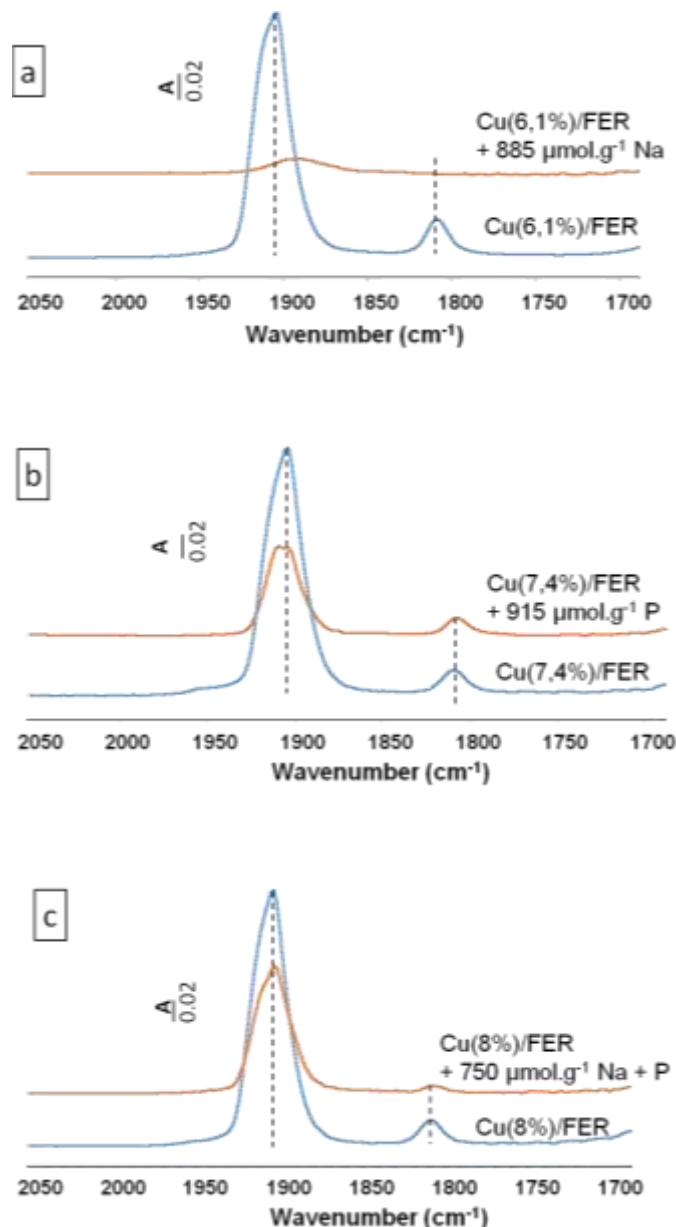 a
A
0.02
Cu(6,1%)/FER
+ 885 µmol.g⁻¹ Na
Cu(6,1%)/FER
2050 2000 1950 1900 1850 1800 1750 1700
Wavenumber (cm⁻¹)
b
A
0.02
Cu(7,4%)/FER
+ 915 µmol.g⁻¹ P
Cu(7,4%)/FER
2050 2000 1950 1900 1850 1800 1750 1700
Wavenumber (cm⁻¹)
c
A
0.02
Cu(8%)/FER
+ 750 µmol.g⁻¹ Na + P
Cu(8%)/FER
2050 2000 1950 1900 1850 1800 1750 1700
Wavenumber (cm⁻¹)